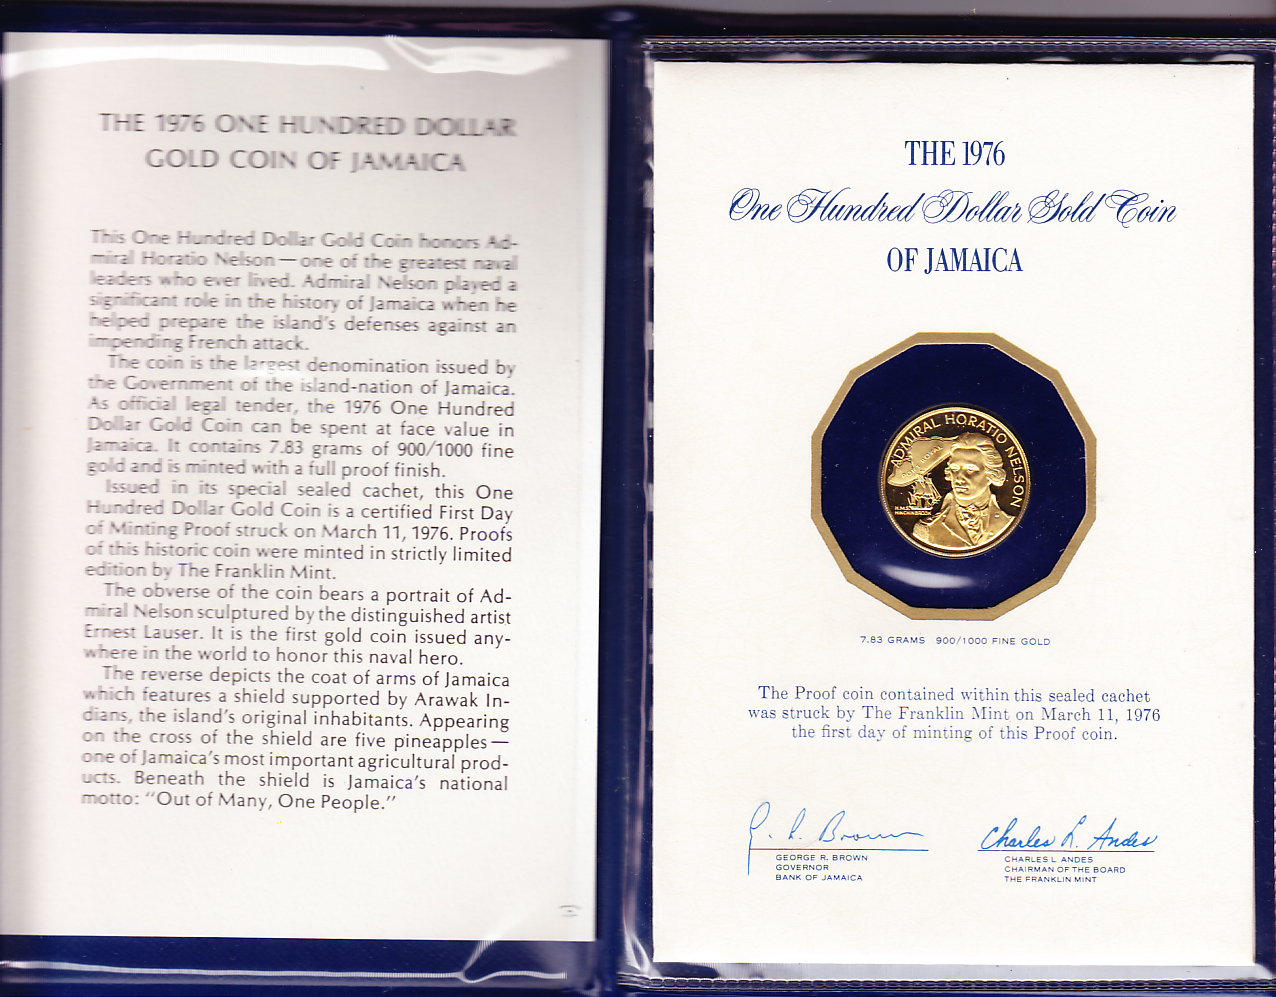 THE 1976 ONE HUNDRED DOLLAR
GOLD COIN OF JAMAICA
This One Hundred Dollar Gold Coin honors Ad-
miral Horatio Nelson—one of the greatest naval
leaders who ever lived. Admiral Nelson played a
significant role in the history of Jamaica when he
helped prepare the island's defenses against an
impending French attack.
The coin is the largest denomination issued by
the Government of the island-nation of Jamaica.
As official legal tender, the 1976 One Hundred
Dollar Gold Coin can be spent at face value in
Jamaica. It contains 7.83 grams of 900/1000 fine
gold and is minted with a full proof finish.
Issued in its special sealed cachet, this One
Hundred Dollar Gold Coin is a certified First Day
of Minting Proof struck on March 11, 1976. Proofs
of this historic coin were minted in strictly limited
edition by The Franklin Mint.
The obverse of the coin bears a portrait of Ad-
miral Nelson sculptured by the distinguished artist
Ernest Lauser. It is the first gold coin issued any-
where in the world to honor this naval hero.
The reverse depicts the coat of arms of Jamaica
which features a shield supported by Arawak In-
dians, the island's original inhabitants. Appearing
on the cross of the shield are five pineapples—
one of Jamaica's most important agricultural prod-
ucts. Beneath the shield is Jamaica's national
motto: "Out of Many, One People."
THE 1976
One Hundred Dollar Gold Coin
OF JAMAICA
ADMIRAL HORATIO NELSON
ROYAL
H.M.S.
HINCHINBROOK
7.83 GRAMS 900/1000 FINE GOLD
The Proof coin contained within this sealed cachet
was struck by The Franklin Mint on March 11, 1976
the first day of minting of this Proof coin.
G. R. Brown
GEORGE R. BROWN
GOVERNOR
BANK OF JAMAICA
Charles L. Andes
CHARLES L. ANDES
CHAIRMAN OF THE BOARD
THE FRANKLIN MINT